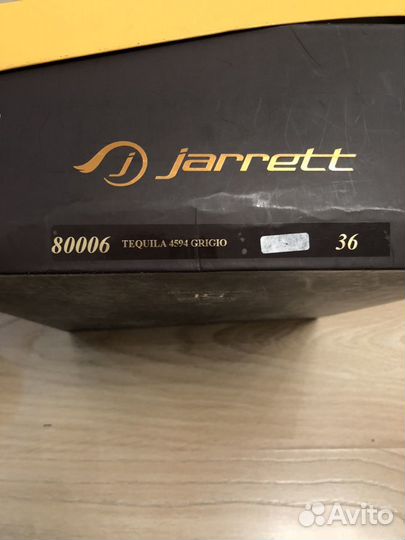 jarrett
80006 TEQUILA 4594 GRIGIO 36
Avito